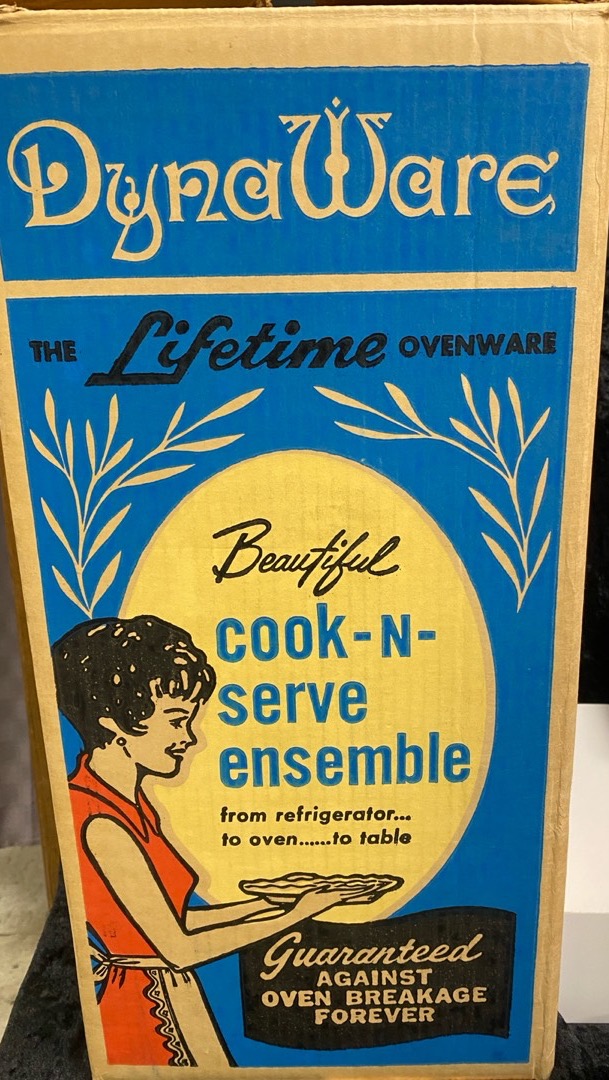 DynaWare
THE Lifetime OVENWARE
Beautiful
cook-N-
serve
ensemble
from refrigerator...
to oven......to table
Guaranteed
AGAINST
OVEN BREAKAGE
FOREVER